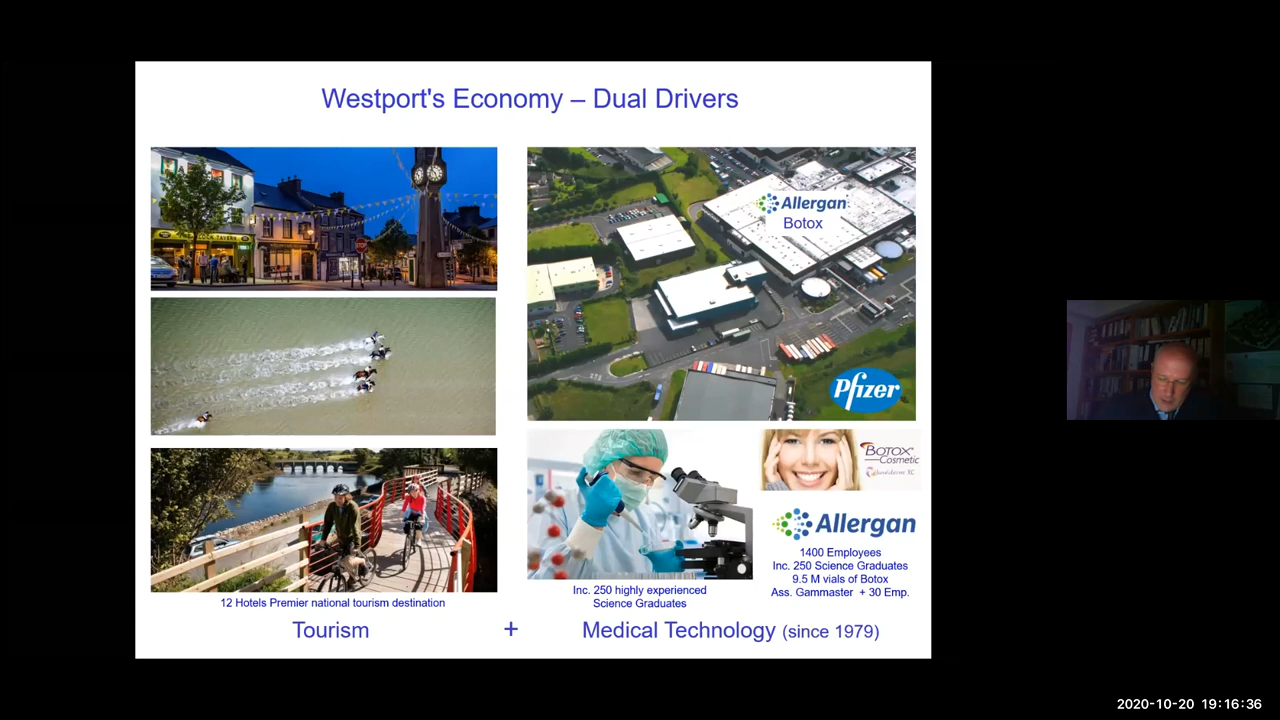 Westport's Economy – Dual Drivers
TAVERN
STOP
Allergan
Botox
Pfizer
BOTOX
Cosmetic
Allergan
1400 Employees
Inc. 250 Science Graduates
9.5 M vials of Botox
Ass. Gammaster + 30 Emp.
12 Hotels Premier national tourism destination
Inc. 250 highly experienced
Science Graduates
Tourism + Medical Technology (since 1979)
2020-10-20 19:16:36